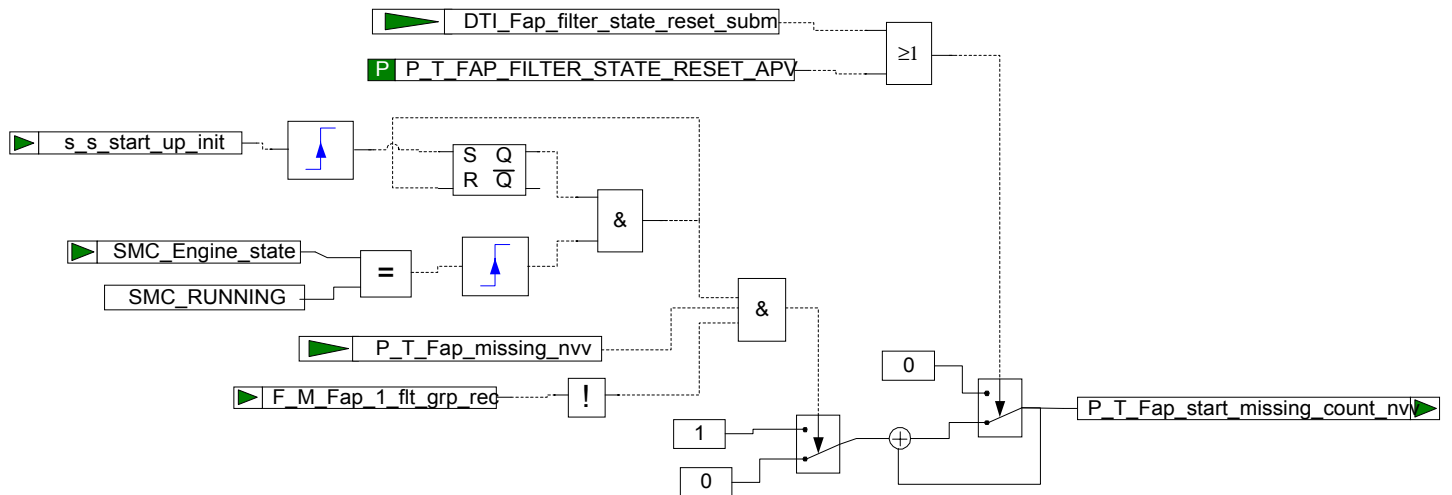 DTI_Fap_filter_state_reset_subm
P P_T_FAP_FILTER_STATE_RESET_APV
≥1
s_s_start_up_init
S Q
R Q̅
&
SMC_Engine_state
=
SMC_RUNNING
&
P_T_Fap_missing_nvv
F_M_Fap_1_flt_grp_rec
!
0
P_T_Fap_start_missing_count_nvv
1
0